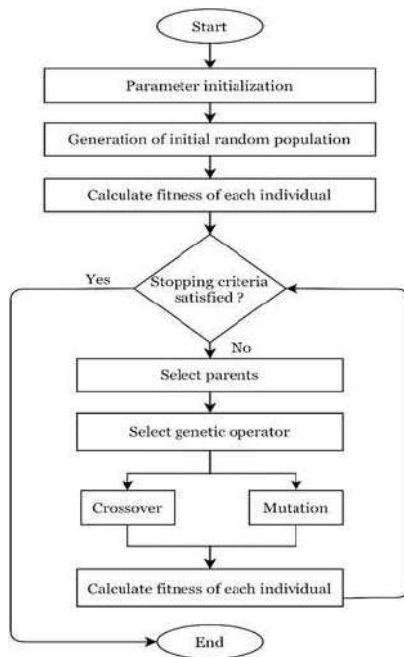 Start
Parameter initialization
Generation of initial random population
Calculate fitness of each individual
Yes
Stopping criteria
satisfied ?
No
Select parents
Select genetic operator
Crossover
Mutation
Calculate fitness of each individual
End